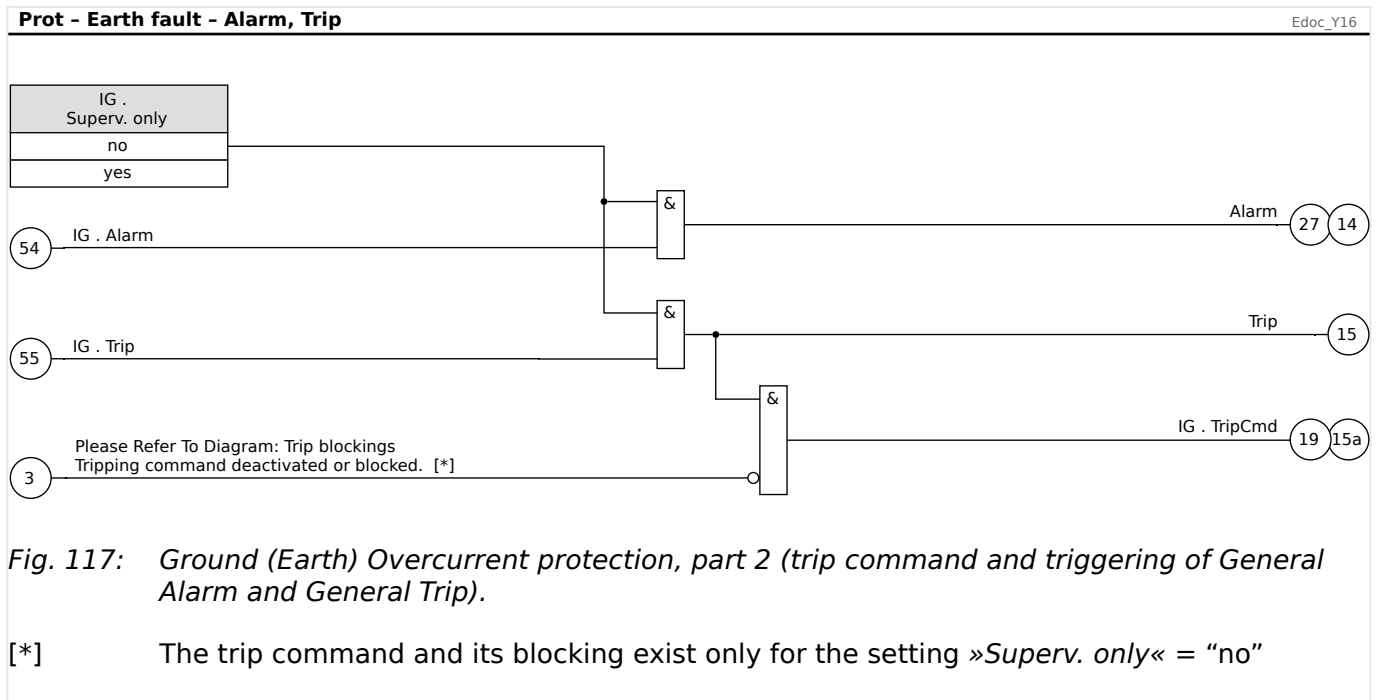 Prot – Earth fault – Alarm, Trip
Edoc_Y16
IG .
Superv. only
no
yes
&
Alarm
27
14
54
IG . Alarm
&
Trip
15
55
IG . Trip
&
IG . TripCmd
19
15a
Please Refer To Diagram: Trip blockings
Tripping command deactivated or blocked. [*]
3
Fig. 117: Ground (Earth) Overcurrent protection, part 2 (trip command and triggering of General
Alarm and General Trip).
[*] The trip command and its blocking exist only for the setting »Superv. only« = “no”